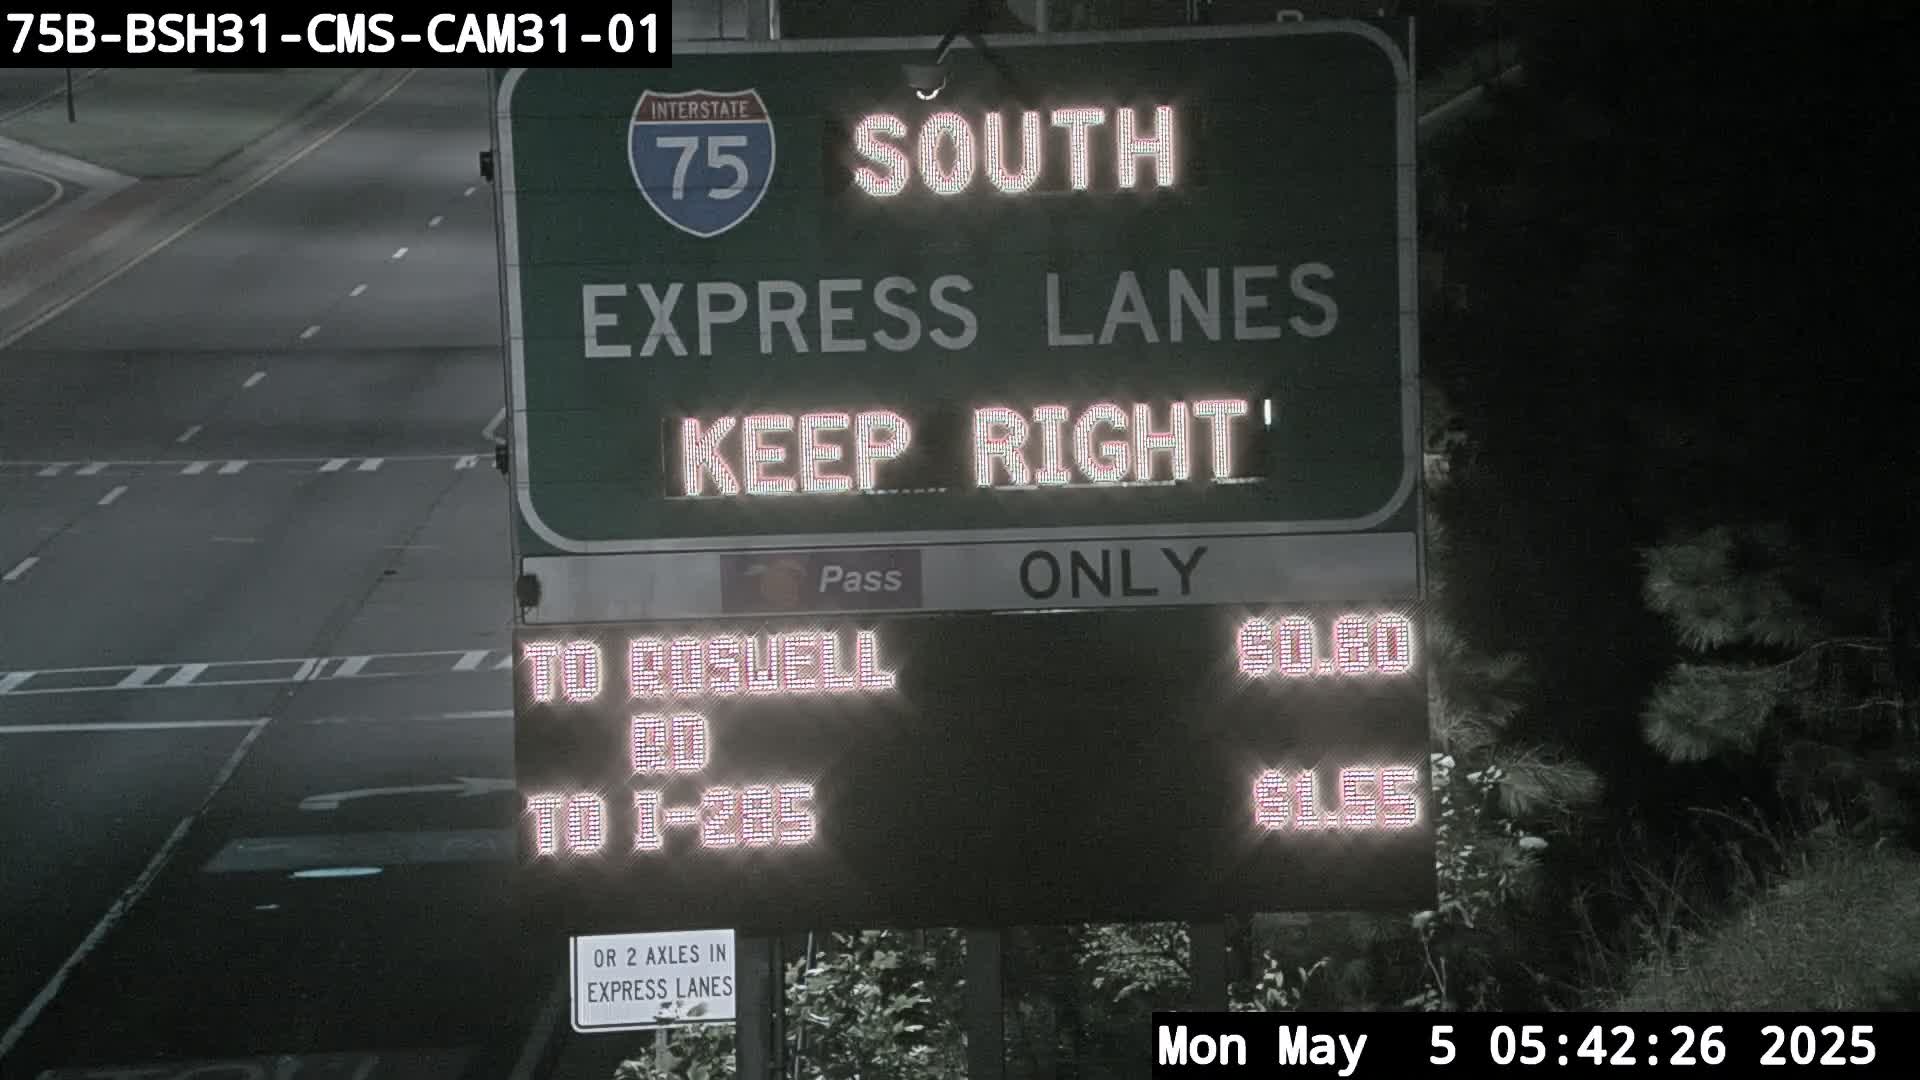 75B-BSH31-CMS-CAM31-01
INTERSTATE
75
SOUTH
EXPRESS LANES
KEEP RIGHT
Pass
ONLY
TO ROSWELL $0.80
RD
TO I-285 $1.55
OR 2 AXLES IN
EXPRESS LANES
Mon May 5 05:42:26 2025